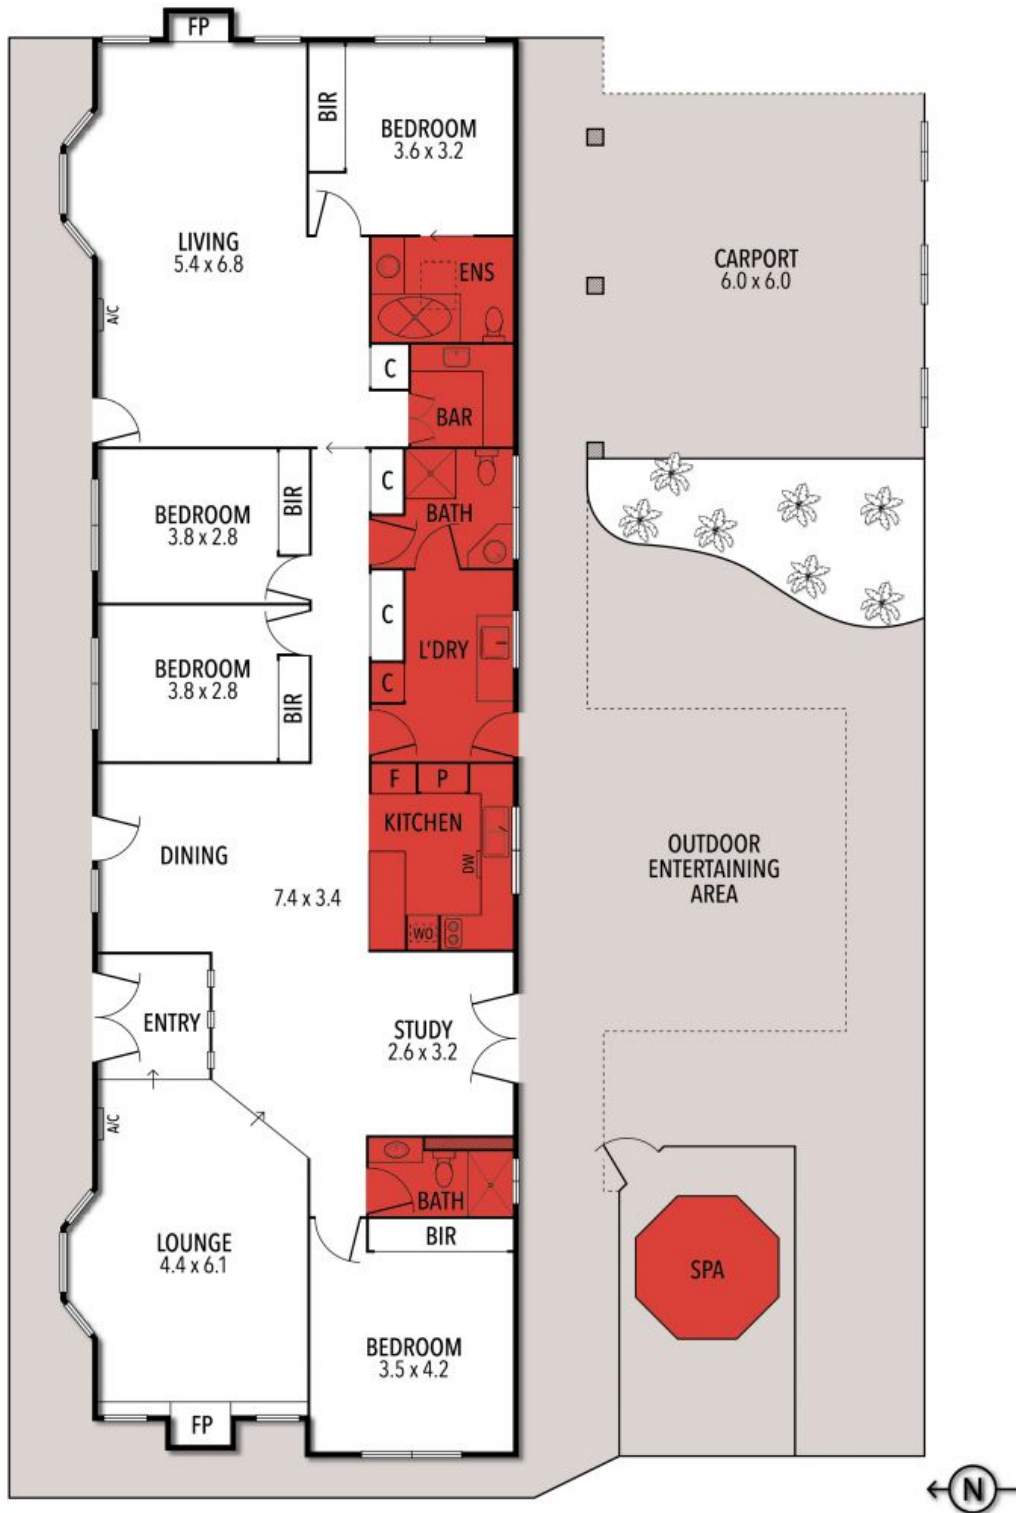 FP
BIR
BEDROOM
3.6 x 3.2
LIVING
5.4 x 6.8
ENS
CARPORT
6.0 x 6.0
A/C
C
BAR
C
BATH
BEDROOM
3.8 x 2.8
BIR
C
L'DRY
BEDROOM
3.8 x 2.8
BIR
C
F
P
KITCHEN
DW
DINING
7.4 x 3.4
WO
OUTDOOR
ENTERTAINING
AREA
ENTRY
STUDY
2.6 x 3.2
A/C
BATH
LOUNGE
4.4 x 6.1
BIR
SPA
BEDROOM
3.5 x 4.2
FP
N